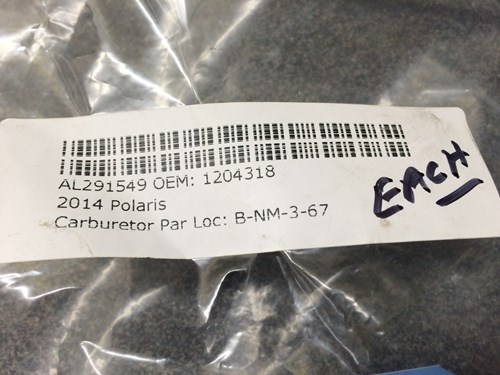 AL291549 OEM: 1204318
2014 Polaris
Carburetor Par Loc: B-NM-3-67
EACH